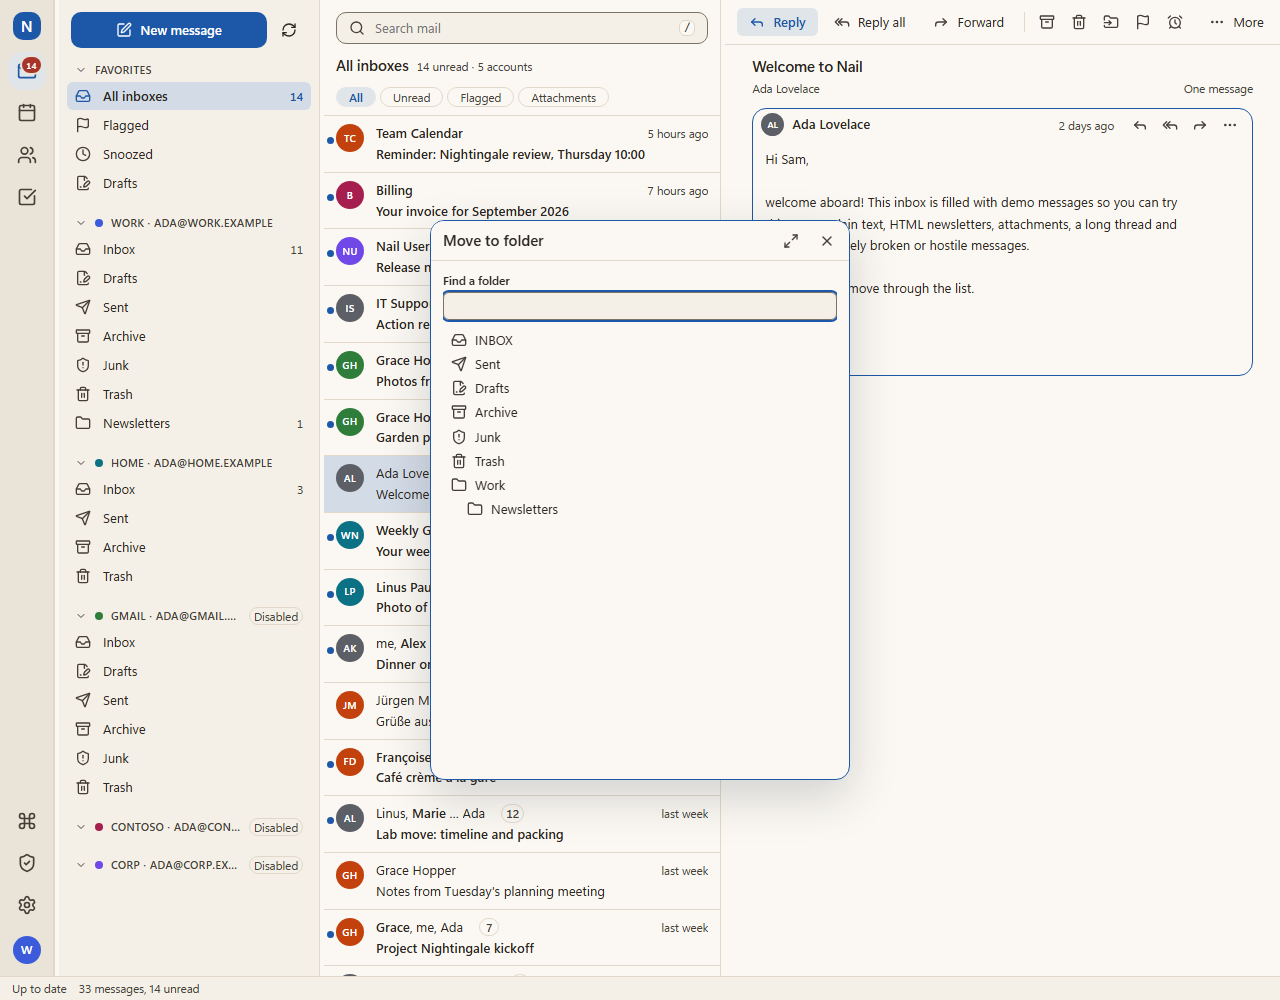 N
14
New message
FAVORITES
All inboxes 14
Flagged
Snoozed
Drafts
WORK · ADA@WORK.EXAMPLE
Inbox 11
Drafts
Sent
Archive
Junk
Trash
Newsletters 1
HOME · ADA@HOME.EXAMPLE
Inbox 3
Sent
Archive
Trash
GMAIL · ADA@GMAIL.... Disabled
Inbox
Drafts
Sent
Archive
Junk
Trash
CONTOSO · ADA@CON... Disabled
CORP · ADA@CORP.EX... Disabled
W
Search mail /
All inboxes 14 unread · 5 accounts
All Unread Flagged Attachments
TC Team Calendar 5 hours ago
Reminder: Nightingale review, Thursday 10:00
B Billing 7 hours ago
Your invoice for September 2026
NU Nail User
Release
IS IT Suppo
Action re
GH Grace Ho
Photos fr
GH Grace Ho
Garden p
AL Ada Love
Welcome
WN Weekly G
Your wee
LP Linus Pau
Photo of
AK me, Alex
Dinner or
JM Jürgen M
Grüße aus
FD Françoise
Café crème à la gare
AL Linus, Marie ... Ada 12 last week
Lab move: timeline and packing
GH Grace Hopper last week
Notes from Tuesday's planning meeting
GH Grace, me, Ada 7 last week
Project Nightingale kickoff
Reply Reply all Forward More
Welcome to Nail
Ada Lovelace One message
AL Ada Lovelace 2 days ago
Hi Sam,
welcome aboard! This inbox is filled with demo messages so you can try
in text, HTML newsletters, attachments, a long thread and
ely broken or hostile messages.
move through the list.
Move to folder
Find a folder
INBOX
Sent
Drafts
Archive
Junk
Trash
Work
Newsletters
Up to date 33 messages, 14 unread